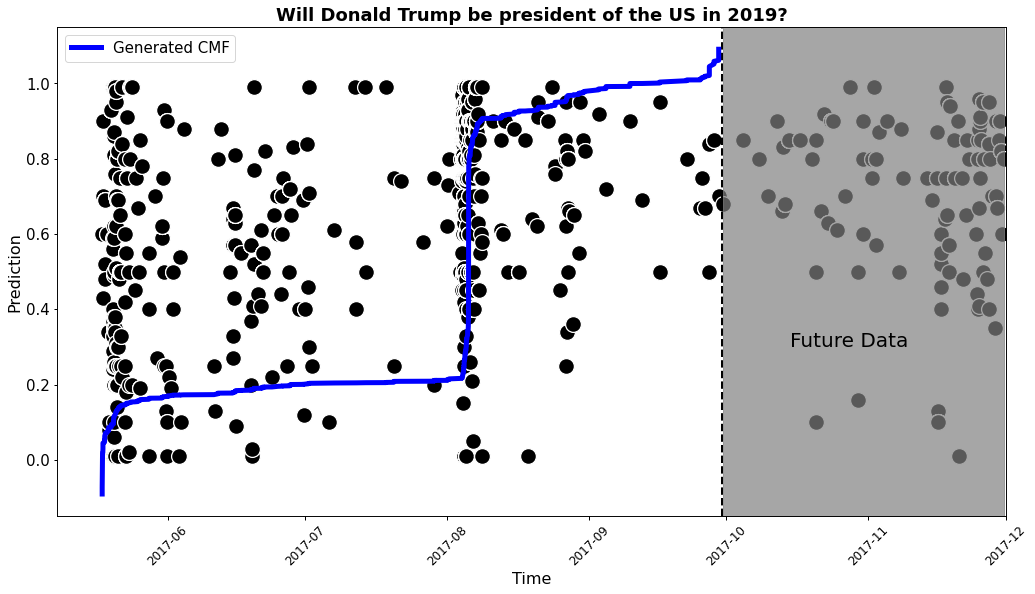 Will Donald Trump be president of the US in 2019?
Generated CMF
1.0
0.8
0.6
0.4
0.2
0.0
Prediction
Future Data
2017-06
2017-07
2017-08
2017-09
2017-10
2017-11
2017-12
Time